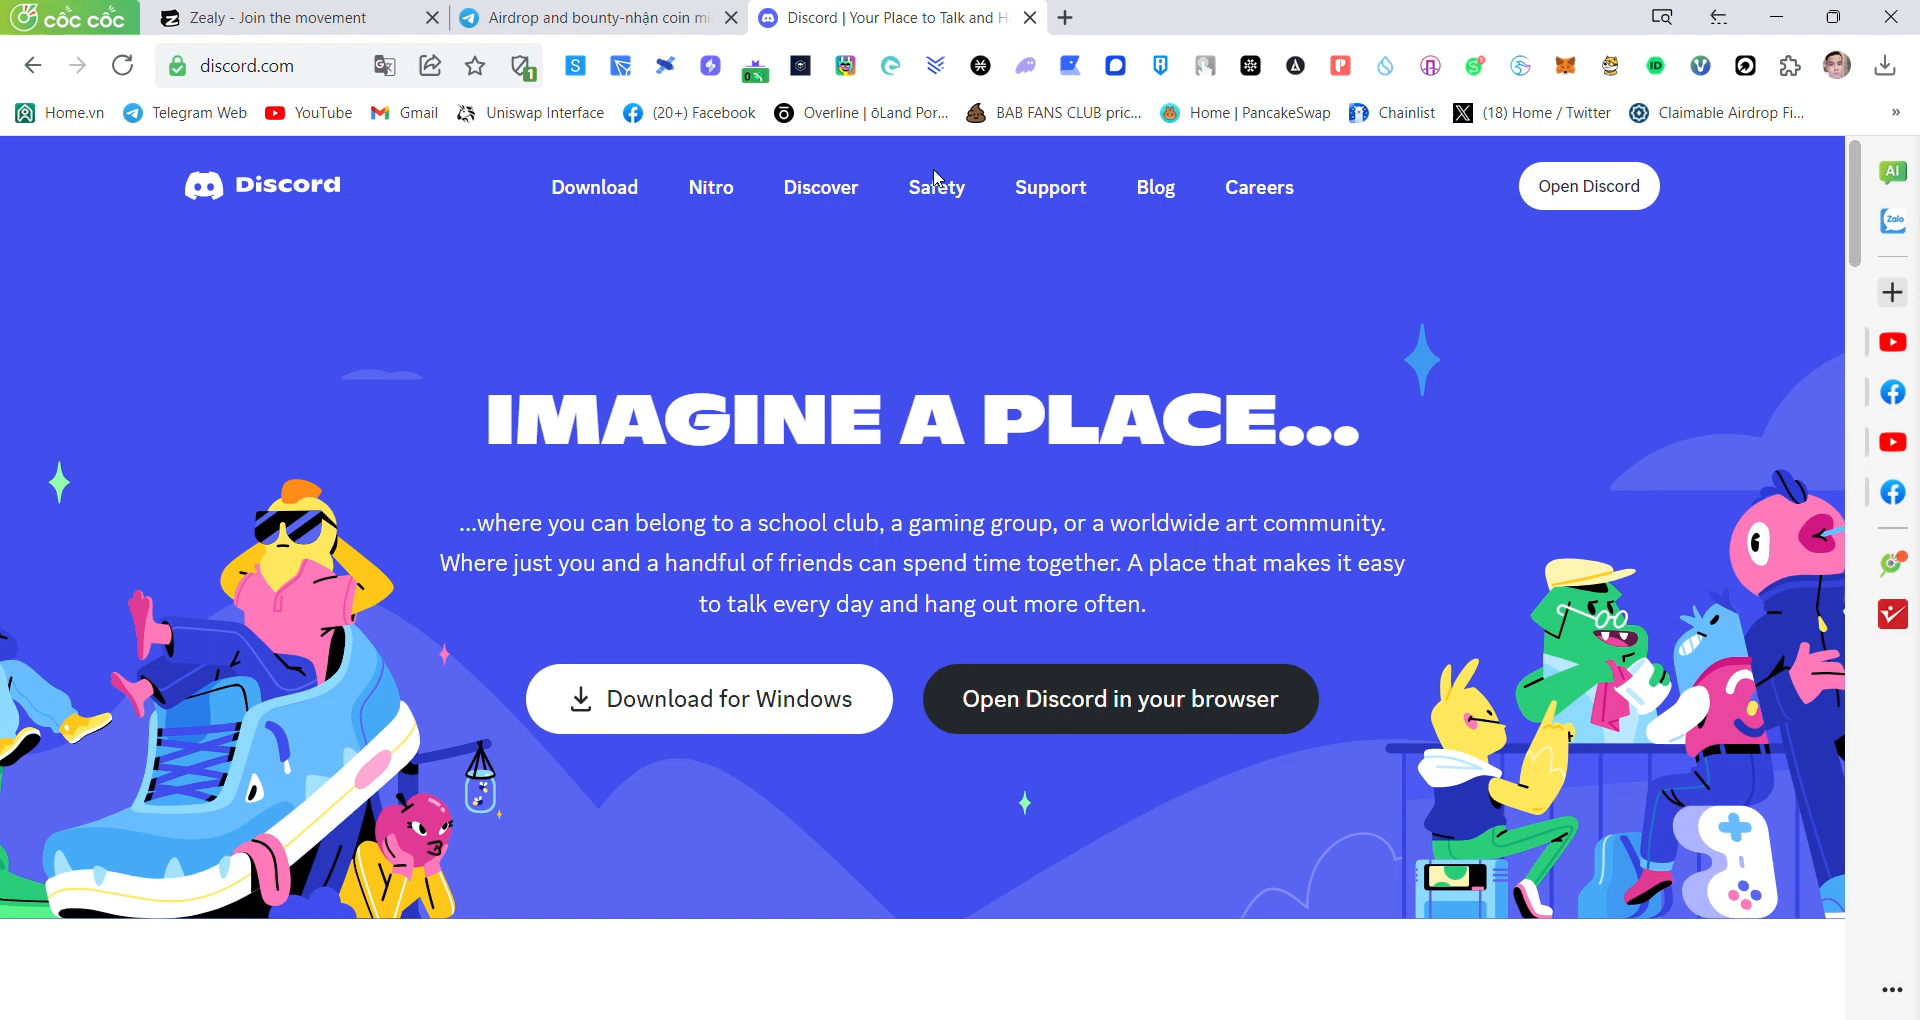 cốc cốc
Zealy - Join the movement
Airdrop and bounty-nhận coin mi
Discord | Your Place to Talk and H
discord.com
1
S
0 %
ID
Home.vn
Telegram Web
YouTube
Gmail
Uniswap Interface
(20+) Facebook
Overline | ōLand Por...
BAB FANS CLUB pric...
Home | PancakeSwap
Chainlist
(18) Home / Twitter
Claimable Airdrop Fi...
»
Discord
Download
Nitro
Discover
Safety
Support
Blog
Careers
Open Discord
AI
Zalo
IMAGINE A PLACE...
...where you can belong to a school club, a gaming group, or a worldwide art community.
Where just you and a handful of friends can spend time together. A place that makes it easy
to talk every day and hang out more often.
Download for Windows
Open Discord in your browser